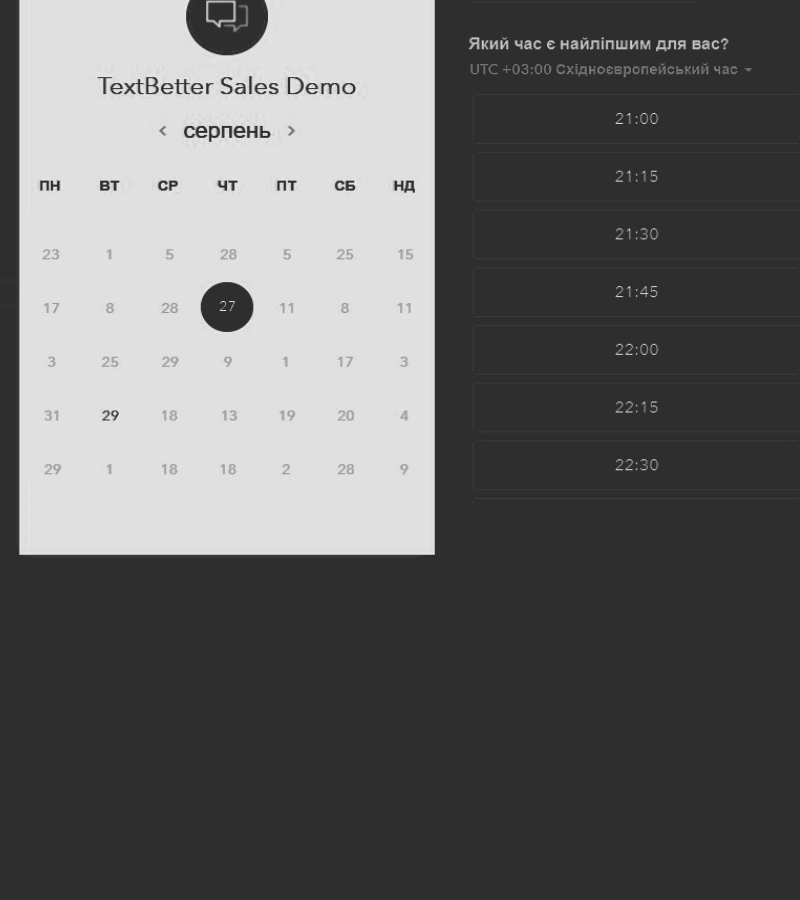 TextBetter Sales Demo
серпень
ПН ВТ СР ЧТ ПТ СБ НД
23 1 5 28 5 25 15
17 8 28 27 11 8 11
3 25 29 9 1 17 3
31 29 18 13 19 20 4
29 1 18 18 2 28 9
Який час є найліпшим для вас?
UTC +03:00 Східноєвропейський час
21:00
21:15
21:30
21:45
22:00
22:15
22:30